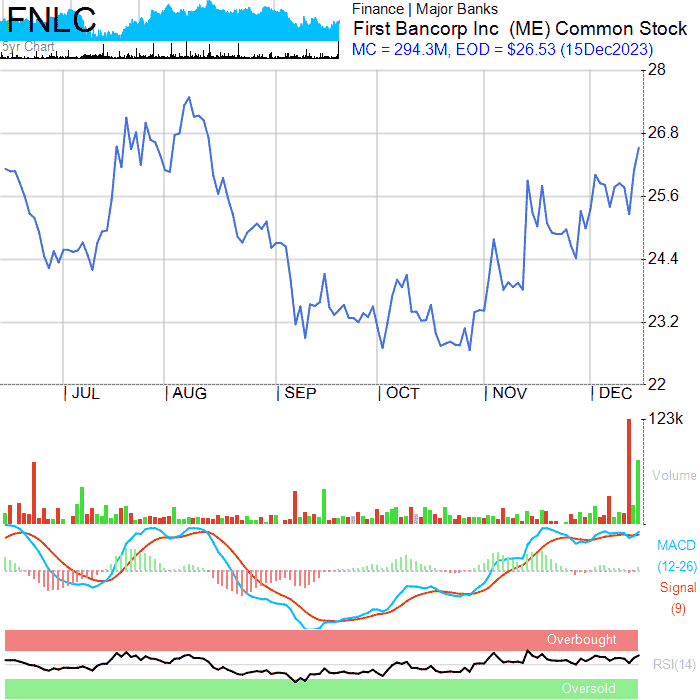 FNLC
5yr Chart
Finance | Major Banks
First Bancorp Inc (ME) Common Stock
MC = 294.3M, EOD = $26.53 (15Dec2023)
28
26.8
25.6
24.4
23.2
22
JUL AUG SEP OCT NOV DEC
123k
Volume
MACD
(12-26)
Signal
(9)
Overbought
RSI(14)
Oversold